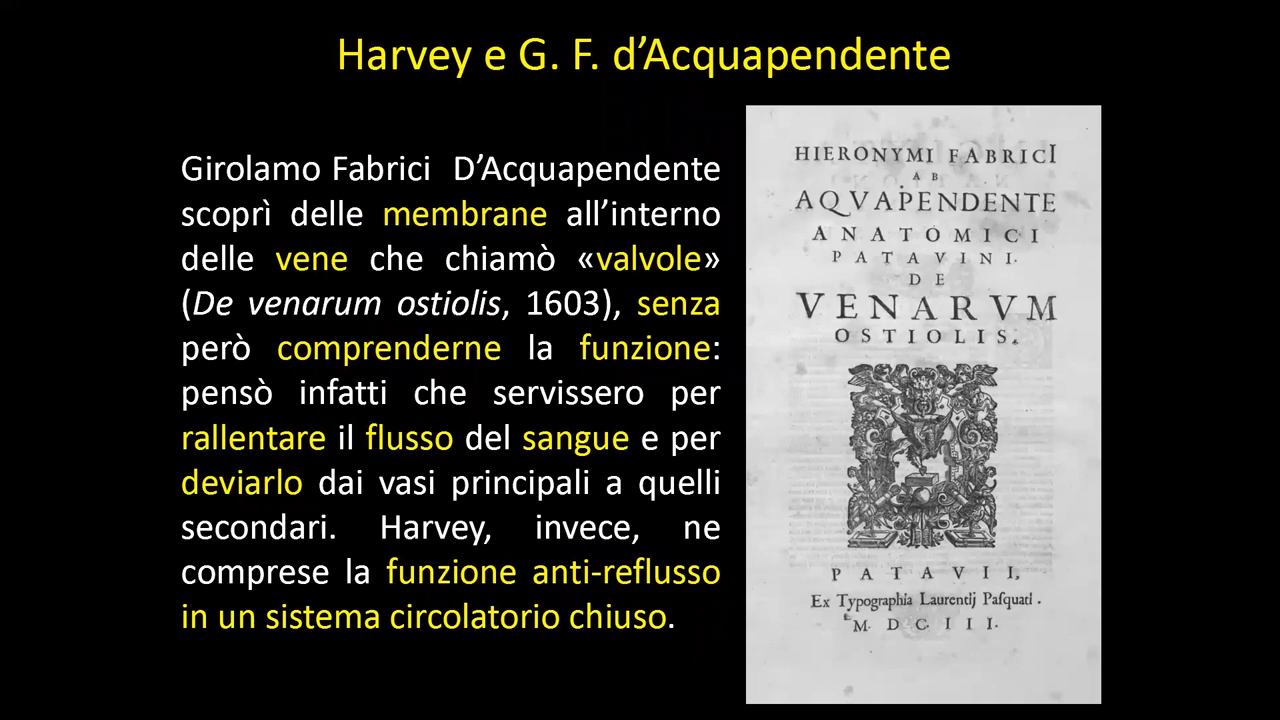 Harvey e G. F. d’Acquapendente
Girolamo Fabrici D’Acquapendente
scoprì delle membrane all’interno
delle vene che chiamò «valvole»
(De venarum ostiolis, 1603), senza
però comprenderne la funzione:
pensò infatti che servissero per
rallentare il flusso del sangue e per
deviarlo dai vasi principali a quelli
secondari. Harvey, invece, ne
comprese la funzione anti-reflusso
in un sistema circolatorio chiuso.
HIERONYMI FABRICI
AB
AQVAPENDENTE
ANATOMICI
PATAVINI.
DE
VENARVM
OSTIOLIS.
PATAVII,
Ex Typographia Laurentij Paſquati.
MDCIII.